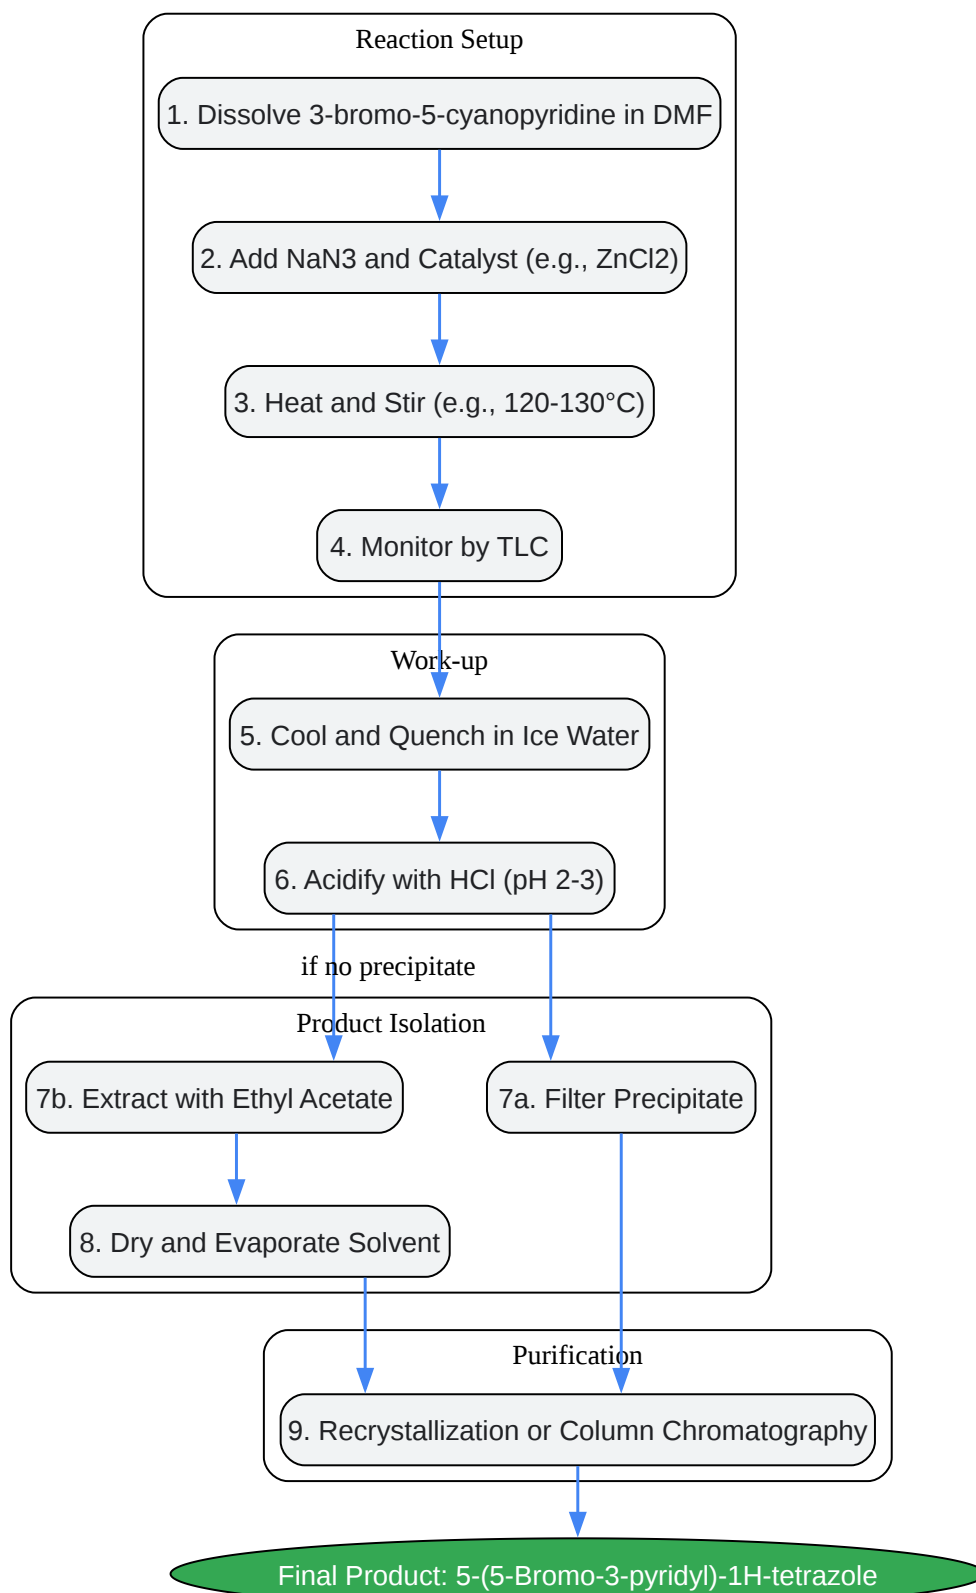 Reaction Setup
1. Dissolve 3-bromo-5-cyanopyridine in DMF
2. Add NaN3 and Catalyst (e.g., ZnCl2)
3. Heat and Stir (e.g., 120-130°C)
4. Monitor by TLC
Work-up
5. Cool and Quench in Ice Water
6. Acidify with HCl (pH 2-3)
if no precipitate
Product Isolation
7b. Extract with Ethyl Acetate
7a. Filter Precipitate
8. Dry and Evaporate Solvent
Purification
9. Recrystallization or Column Chromatography
Final Product: 5-(5-Bromo-3-pyridyl)-1H-tetrazole